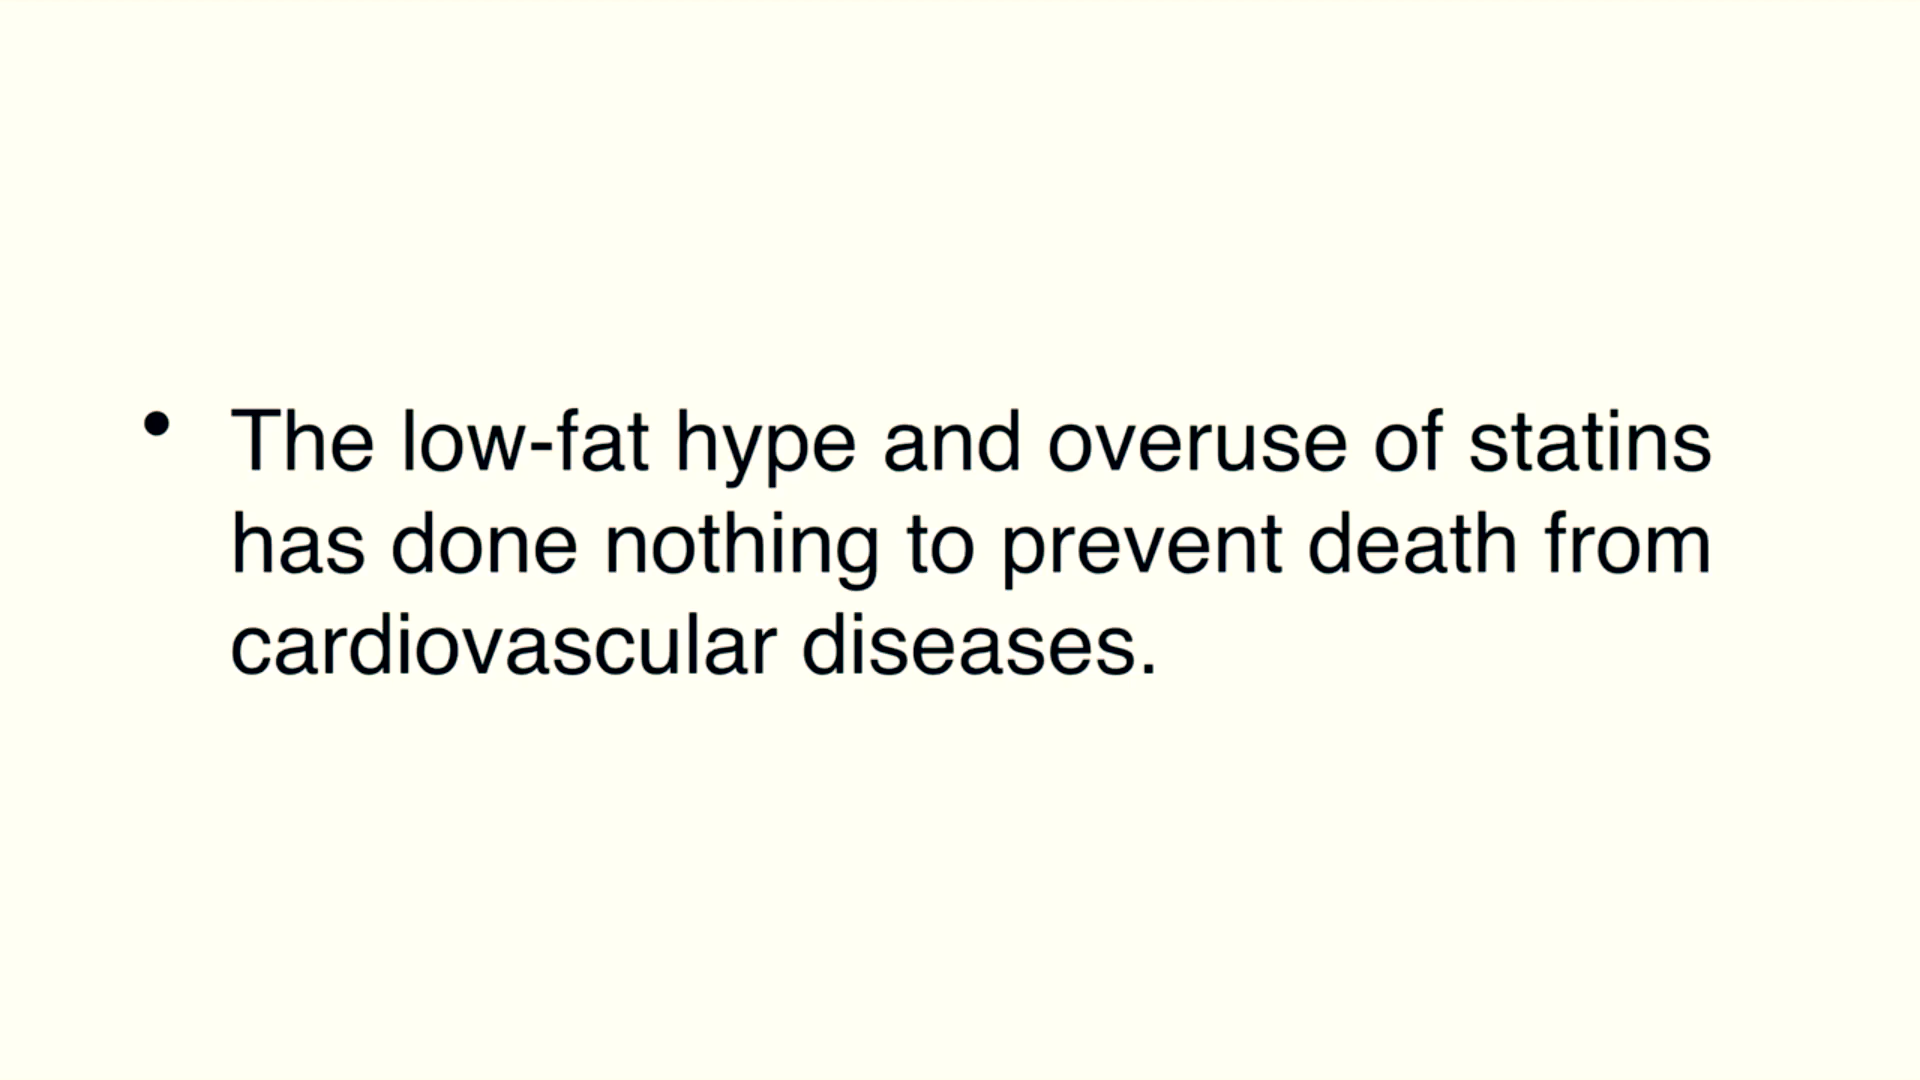 • The low-fat hype and overuse of statins
has done nothing to prevent death from
cardiovascular diseases.